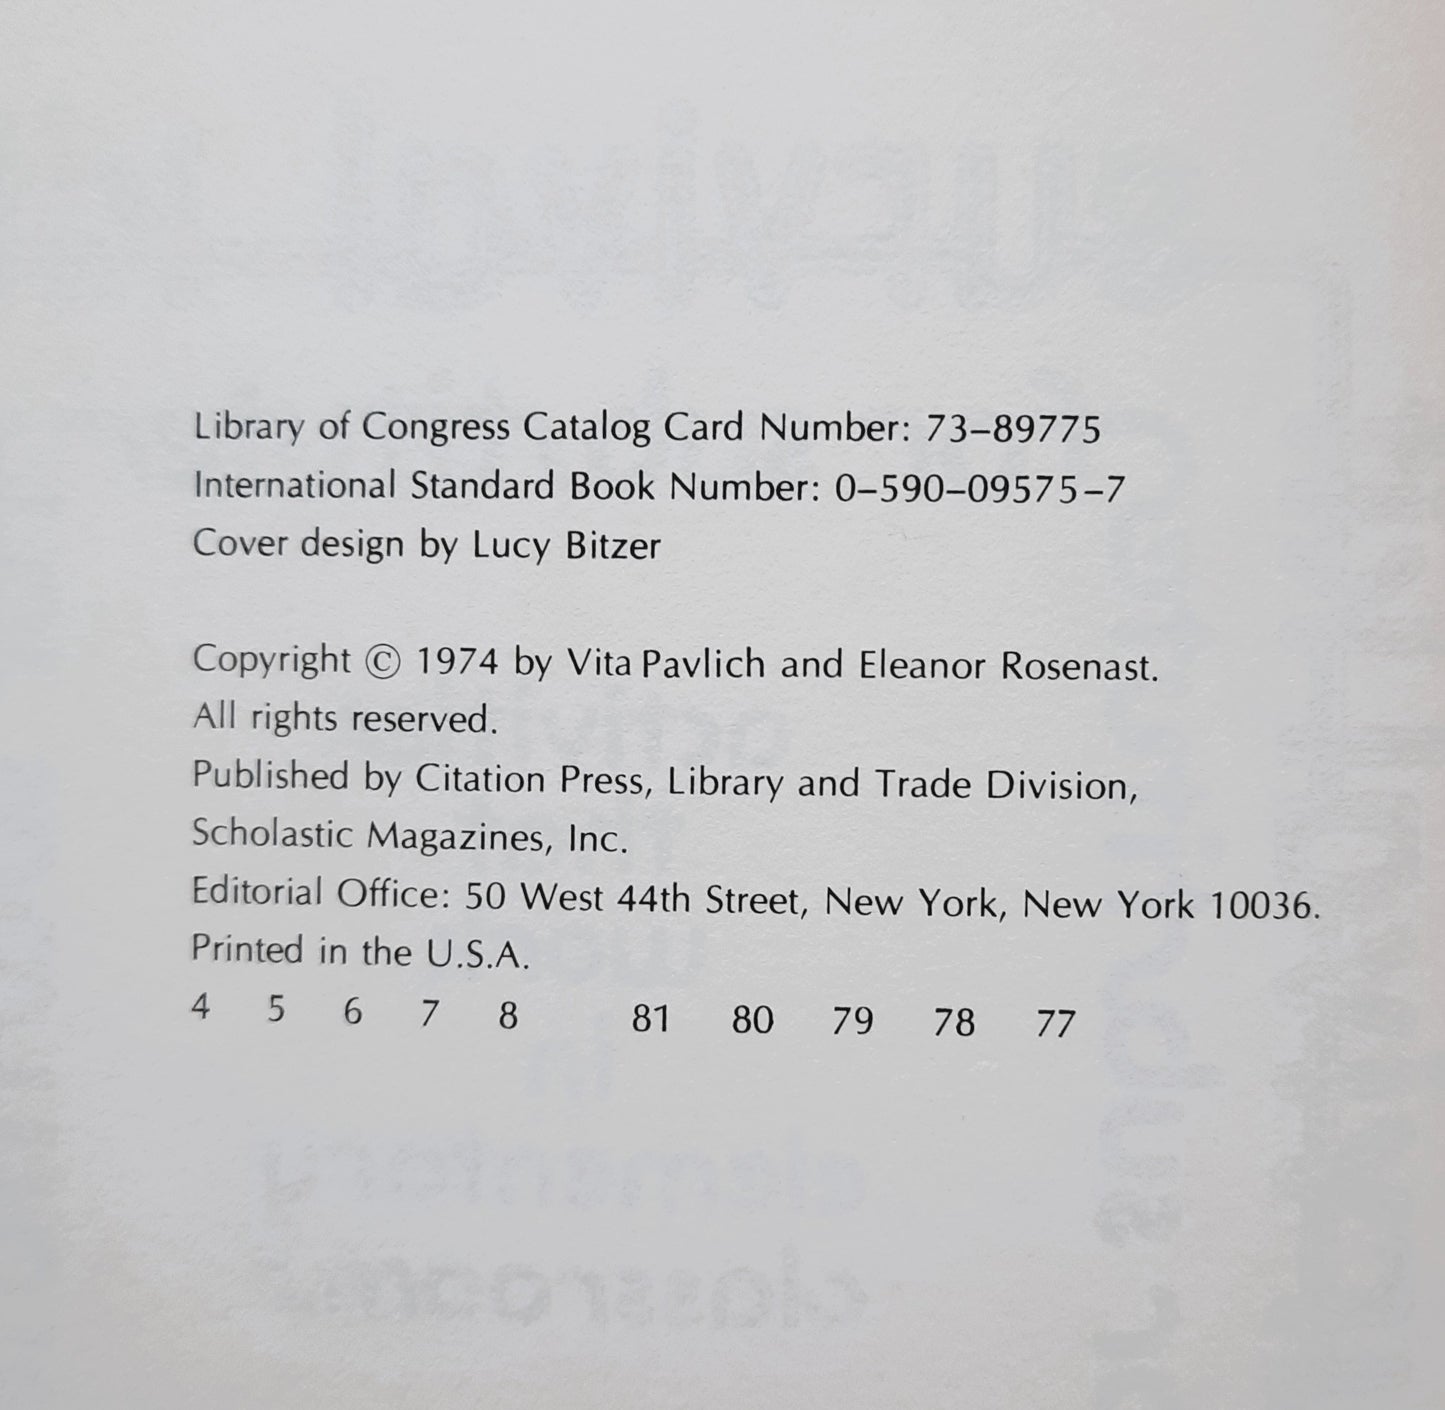 Library of Congress Catalog Card Number: 73–89775
International Standard Book Number: 0–590–09575–7
Cover design by Lucy Bitzer
Copyright © 1974 by Vita Pavlich and Eleanor Rosenast.
All rights reserved.
Published by Citation Press, Library and Trade Division,
Scholastic Magazines, Inc.
Editorial Office: 50 West 44th Street, New York, New York 10036.
Printed in the U.S.A.
4 5 6 7 8 81 80 79 78 77